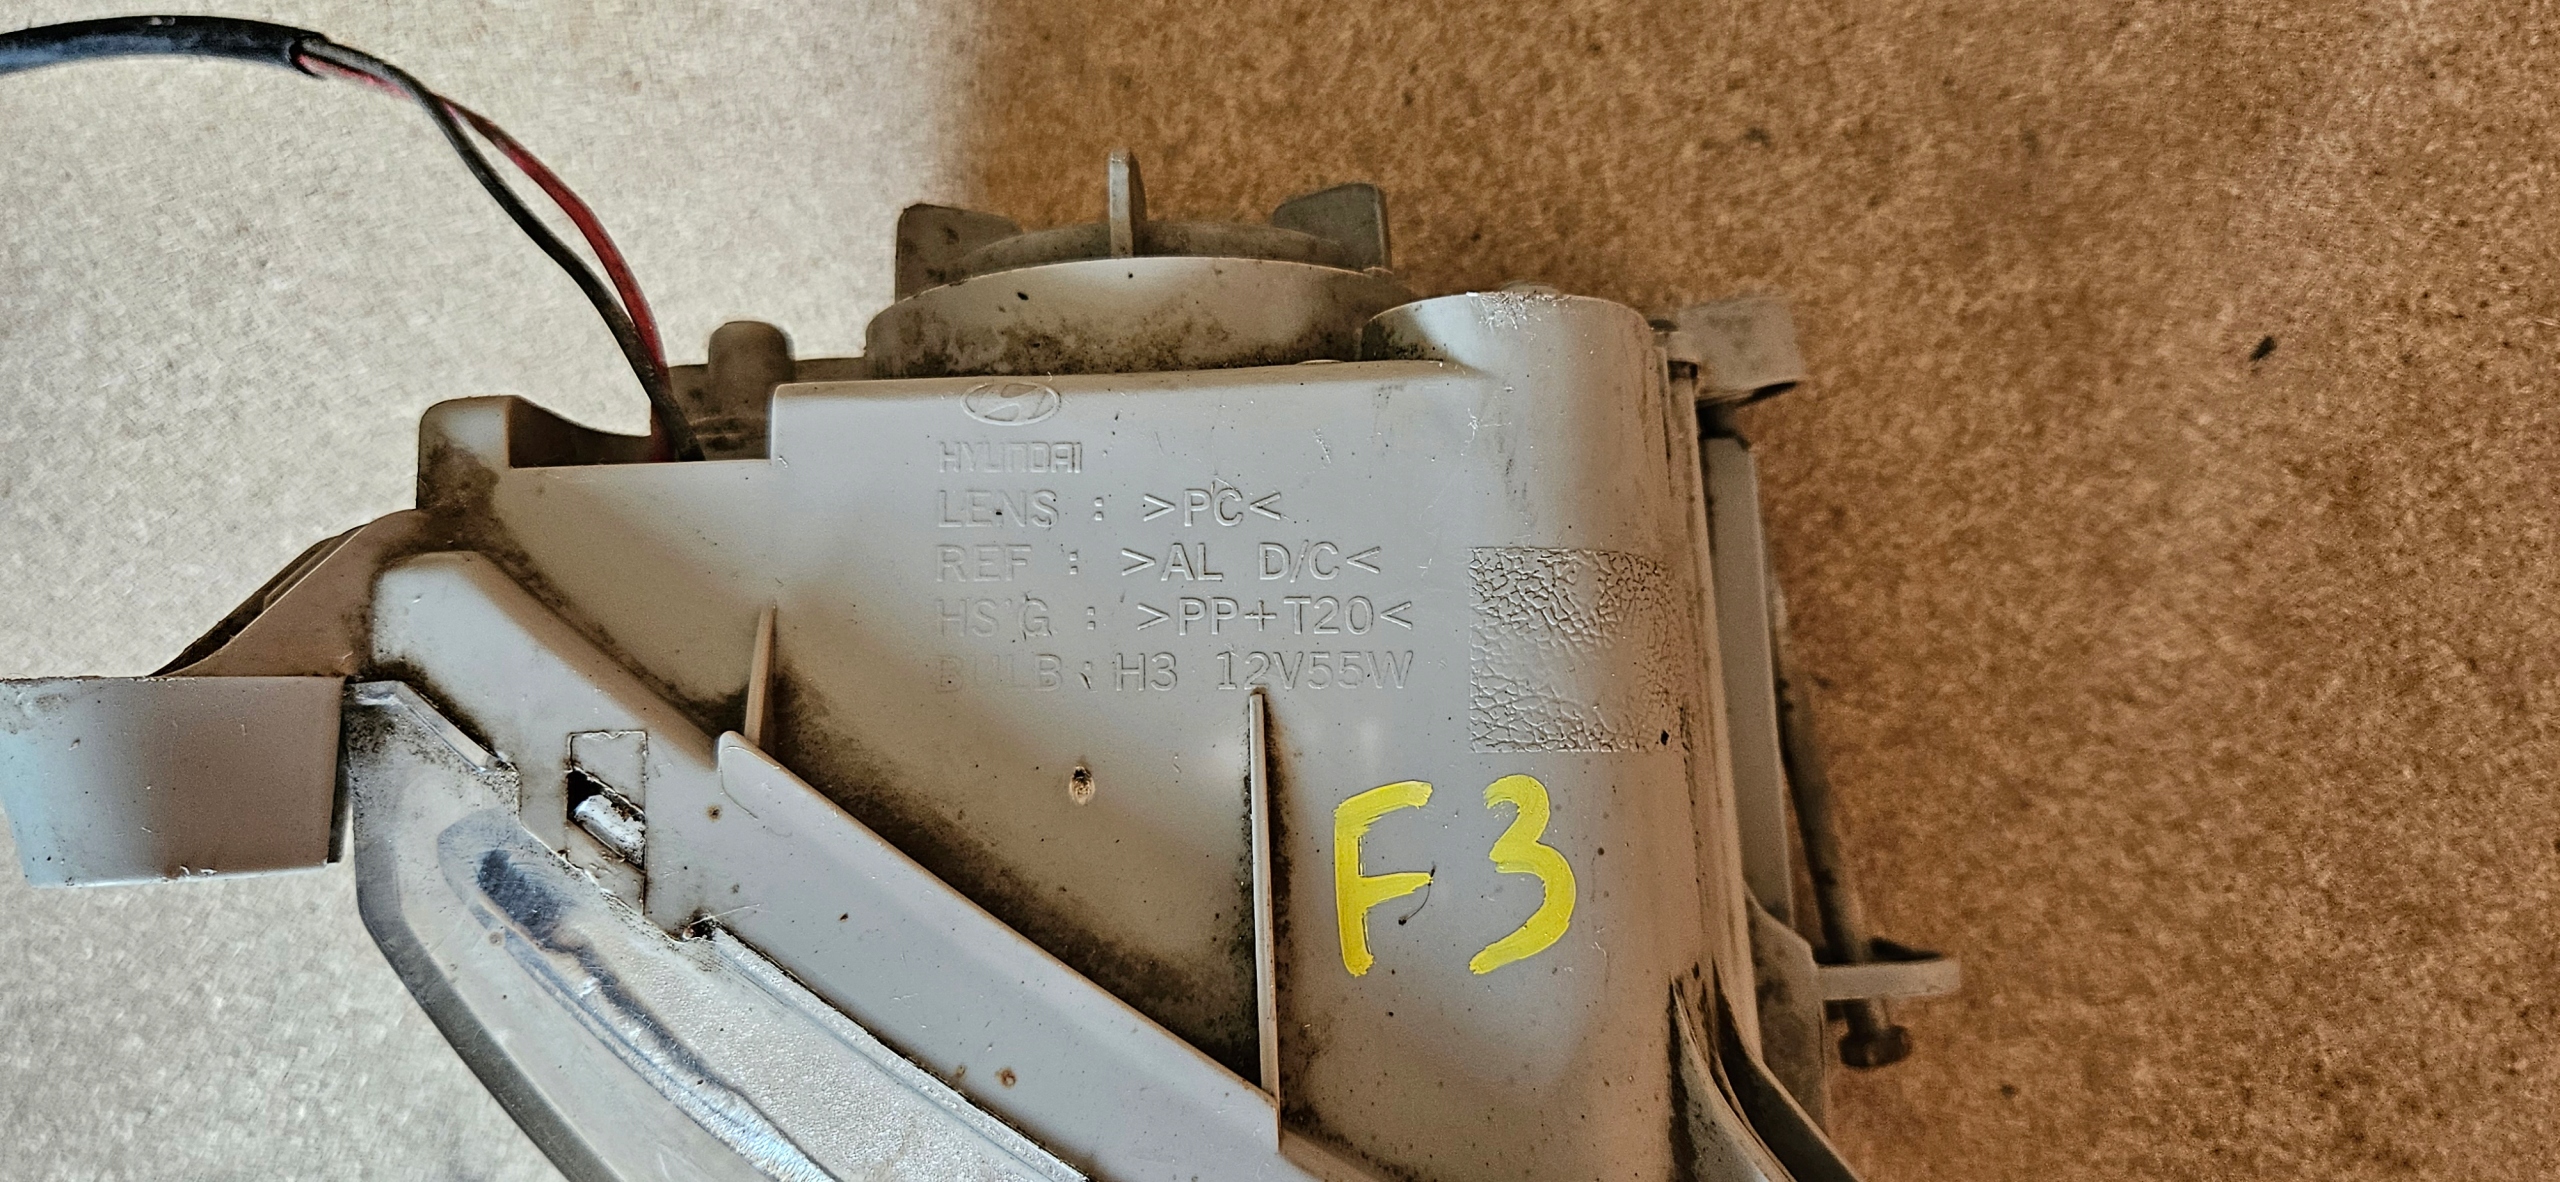 HYUNDAI
LENS : >PC<
REF : >AL D/C<
HS'G : >PP+T20<
BULB : H3 12V55W
F3